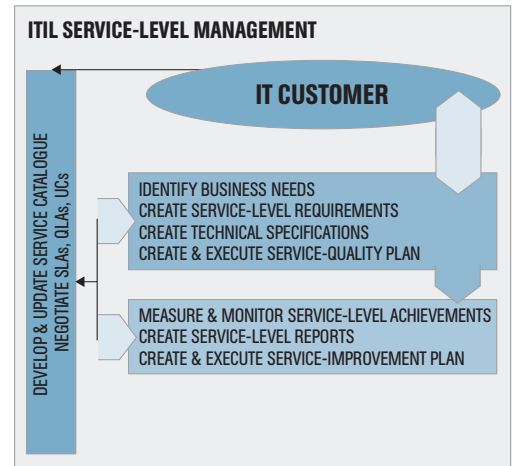 ITIL SERVICE-LEVEL MANAGEMENT
IT CUSTOMER
DEVELOP & UPDATE SERVICE CATALOGUE
NEGOTIATE SLAs, QLAs, UCs
IDENTIFY BUSINESS NEEDS
CREATE SERVICE-LEVEL REQUIREMENTS
CREATE TECHNICAL SPECIFICATIONS
CREATE & EXECUTE SERVICE-QUALITY PLAN
MEASURE & MONITOR SERVICE-LEVEL ACHIEVEMENTS
CREATE SERVICE-LEVEL REPORTS
CREATE & EXECUTE SERVICE-IMPROVEMENT PLAN